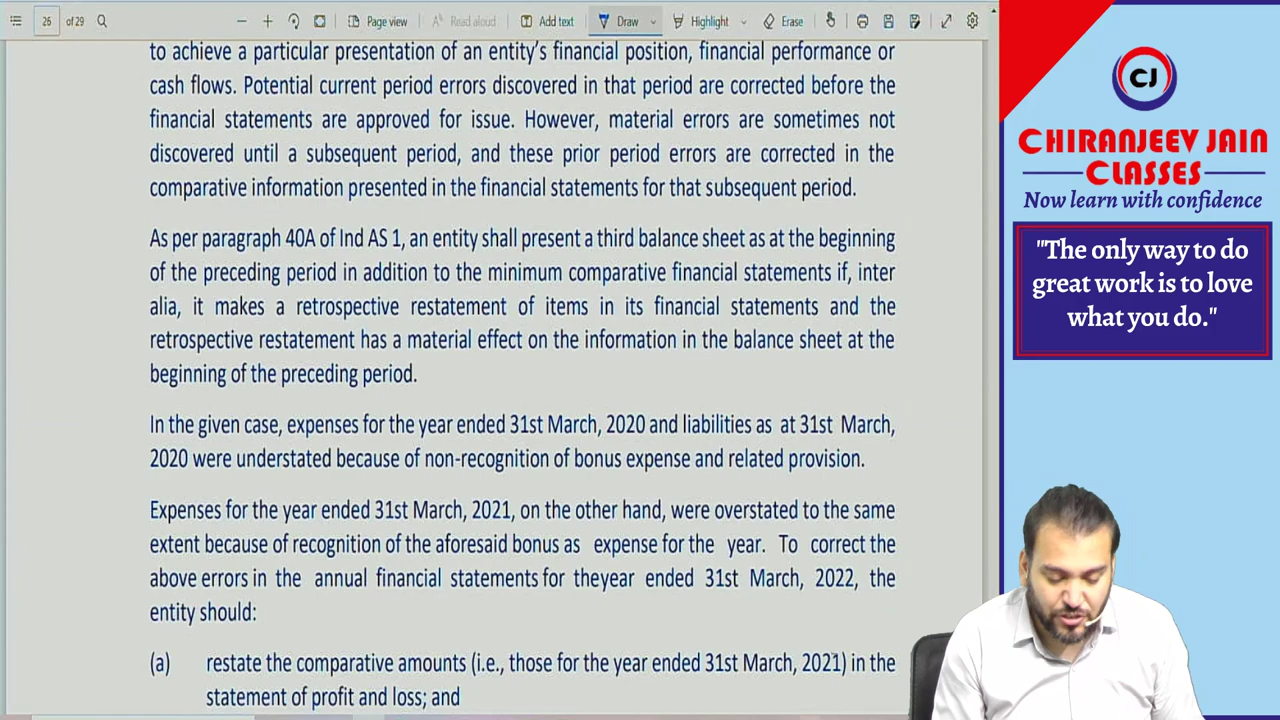 26 of 29 Page view Read aloud Add text Draw Highlight Erase
to achieve a particular presentation of an entity's financial position, financial performance or
cash flows. Potential current period errors discovered in that period are corrected before the
financial statements are approved for issue. However, material errors are sometimes not
discovered until a subsequent period, and these prior period errors are corrected in the
comparative information presented in the financial statements for that subsequent period.
As per paragraph 40A of Ind AS 1, an entity shall present a third balance sheet as at the beginning
of the preceding period in addition to the minimum comparative financial statements if, inter
alia, it makes a retrospective restatement of items in its financial statements and the
retrospective restatement has a material effect on the information in the balance sheet at the
beginning of the preceding period.
In the given case, expenses for the year ended 31st March, 2020 and liabilities as at 31st March,
2020 were understated because of non-recognition of bonus expense and related provision.
Expenses for the year ended 31st March, 2021, on the other hand, were overstated to the same
extent because of recognition of the aforesaid bonus as expense for the year. To correct the
above errors in the annual financial statements for theyear ended 31st March, 2022, the
entity should:
(a) restate the comparative amounts (i.e., those for the year ended 31st March, 2021) in the
statement of profit and loss; and
CJ
CHIRANJEEV JAIN
CLASSES
Now learn with confidence
"The only way to do
great work is to love
what you do."